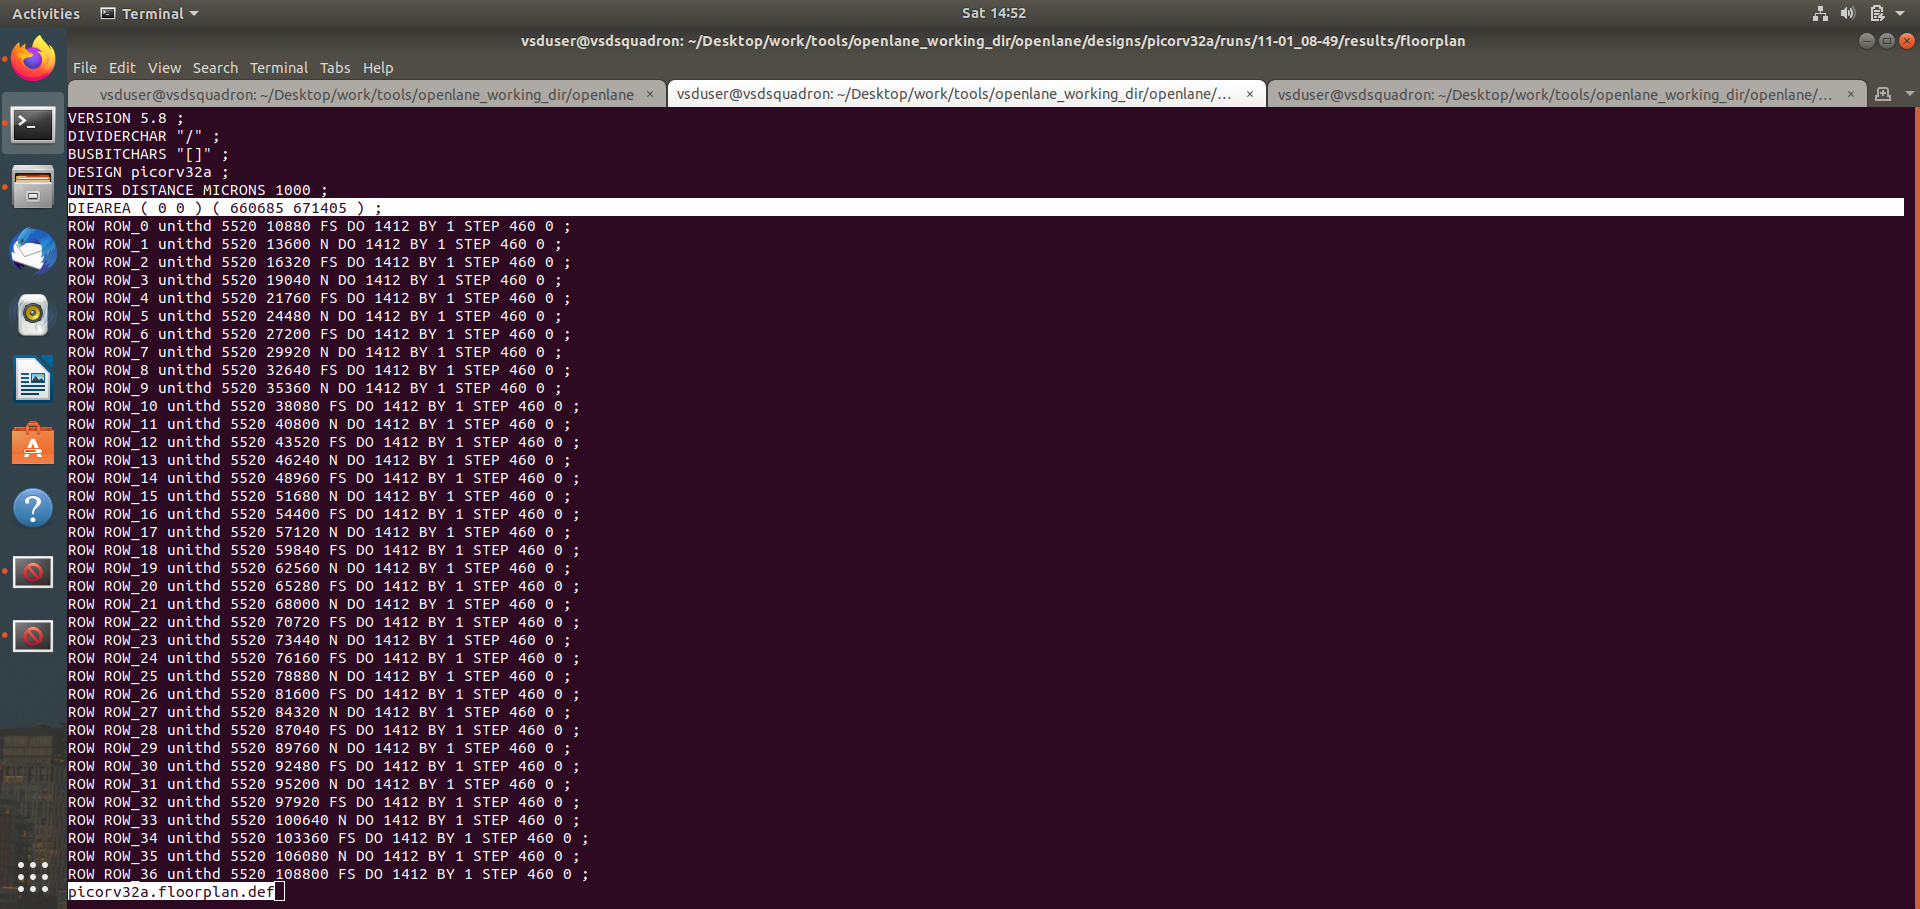 Activities Terminal Sat 14:52
vsduser@vsdsquadron: ~/Desktop/work/tools/openlane_working_dir/openlane/designs/picorv32a/runs/11-01_08-49/results/floorplan
File Edit View Search Terminal Tabs Help
vsduser@vsdsquadron: ~/Desktop/work/tools/openlane_working_dir/openlane × vsduser@vsdsquadron: ~/Desktop/work/tools/openlane_working_dir/openlane/... × vsduser@vsdsquadron: ~/Desktop/work/tools/openlane_working_dir/openlane/... ×
VERSION 5.8 ;
DIVIDERCHAR "/" ;
BUSBITCHARS "[]" ;
DESIGN picorv32a ;
UNITS DISTANCE MICRONS 1000 ;
DIEAREA ( 0 0 ) ( 660685 671405 ) ;
ROW ROW_0 unithd 5520 10880 FS DO 1412 BY 1 STEP 460 0 ;
ROW ROW_1 unithd 5520 13600 N DO 1412 BY 1 STEP 460 0 ;
ROW ROW_2 unithd 5520 16320 FS DO 1412 BY 1 STEP 460 0 ;
ROW ROW_3 unithd 5520 19040 N DO 1412 BY 1 STEP 460 0 ;
ROW ROW_4 unithd 5520 21760 FS DO 1412 BY 1 STEP 460 0 ;
ROW ROW_5 unithd 5520 24480 N DO 1412 BY 1 STEP 460 0 ;
ROW ROW_6 unithd 5520 27200 FS DO 1412 BY 1 STEP 460 0 ;
ROW ROW_7 unithd 5520 29920 N DO 1412 BY 1 STEP 460 0 ;
ROW ROW_8 unithd 5520 32640 FS DO 1412 BY 1 STEP 460 0 ;
ROW ROW_9 unithd 5520 35360 N DO 1412 BY 1 STEP 460 0 ;
ROW ROW_10 unithd 5520 38080 FS DO 1412 BY 1 STEP 460 0 ;
ROW ROW_11 unithd 5520 40800 N DO 1412 BY 1 STEP 460 0 ;
ROW ROW_12 unithd 5520 43520 FS DO 1412 BY 1 STEP 460 0 ;
ROW ROW_13 unithd 5520 46240 N DO 1412 BY 1 STEP 460 0 ;
ROW ROW_14 unithd 5520 48960 FS DO 1412 BY 1 STEP 460 0 ;
ROW ROW_15 unithd 5520 51680 N DO 1412 BY 1 STEP 460 0 ;
ROW ROW_16 unithd 5520 54400 FS DO 1412 BY 1 STEP 460 0 ;
ROW ROW_17 unithd 5520 57120 N DO 1412 BY 1 STEP 460 0 ;
ROW ROW_18 unithd 5520 59840 FS DO 1412 BY 1 STEP 460 0 ;
ROW ROW_19 unithd 5520 62560 N DO 1412 BY 1 STEP 460 0 ;
ROW ROW_20 unithd 5520 65280 FS DO 1412 BY 1 STEP 460 0 ;
ROW ROW_21 unithd 5520 68000 N DO 1412 BY 1 STEP 460 0 ;
ROW ROW_22 unithd 5520 70720 FS DO 1412 BY 1 STEP 460 0 ;
ROW ROW_23 unithd 5520 73440 N DO 1412 BY 1 STEP 460 0 ;
ROW ROW_24 unithd 5520 76160 FS DO 1412 BY 1 STEP 460 0 ;
ROW ROW_25 unithd 5520 78880 N DO 1412 BY 1 STEP 460 0 ;
ROW ROW_26 unithd 5520 81600 FS DO 1412 BY 1 STEP 460 0 ;
ROW ROW_27 unithd 5520 84320 N DO 1412 BY 1 STEP 460 0 ;
ROW ROW_28 unithd 5520 87040 FS DO 1412 BY 1 STEP 460 0 ;
ROW ROW_29 unithd 5520 89760 N DO 1412 BY 1 STEP 460 0 ;
ROW ROW_30 unithd 5520 92480 FS DO 1412 BY 1 STEP 460 0 ;
ROW ROW_31 unithd 5520 95200 N DO 1412 BY 1 STEP 460 0 ;
ROW ROW_32 unithd 5520 97920 FS DO 1412 BY 1 STEP 460 0 ;
ROW ROW_33 unithd 5520 100640 N DO 1412 BY 1 STEP 460 0 ;
ROW ROW_34 unithd 5520 103360 FS DO 1412 BY 1 STEP 460 0 ;
ROW ROW_35 unithd 5520 106080 N DO 1412 BY 1 STEP 460 0 ;
ROW ROW_36 unithd 5520 108800 FS DO 1412 BY 1 STEP 460 0 ;
picorv32a.floorplan.def